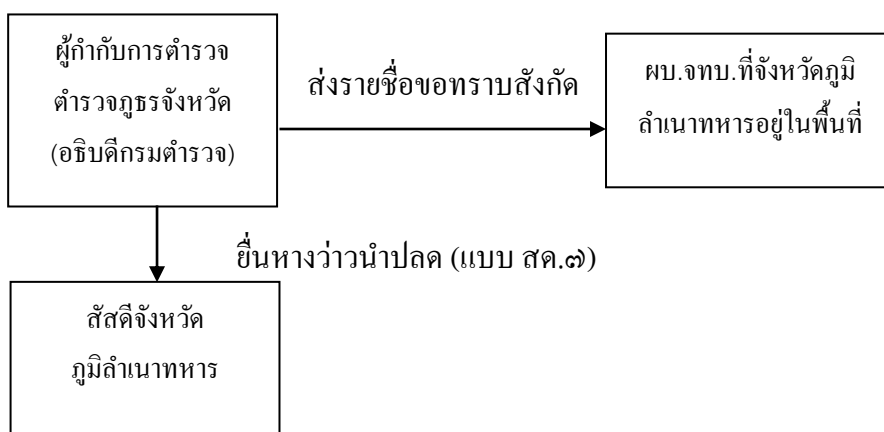 ผู้กำกับการตำรวจ
ตำรวจภูธรจังหวัด
(อธิบดีกรมตำรวจ)
ส่งรายชื่อขอทราบสังกัด
ผบ.จทบ.ที่จังหวัดภูมิ
ลำเนาทหารอยู่ในพื้นที่
ยื่นหางว่าวนำปลด (แบบ สด.๗)
สัสดีจังหวัด
ภูมิลำเนาทหาร